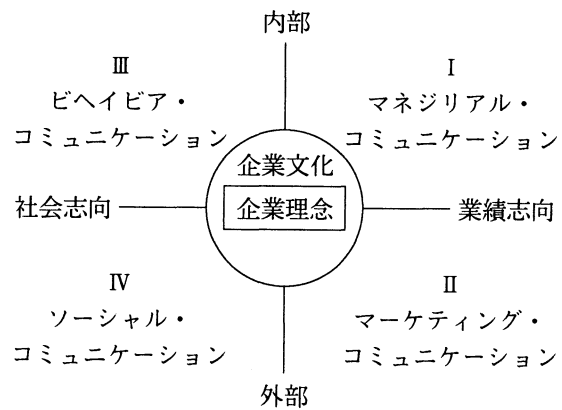 内部
Ⅲ
ビヘイビア・
コミュニケーション
Ⅰ
マネジリアル・
コミュニケーション
企業文化
社会志向
企業理念
業績志向
Ⅳ
ソーシャル・
コミュニケーション
Ⅱ
マーケティング・
コミュニケーション
外部